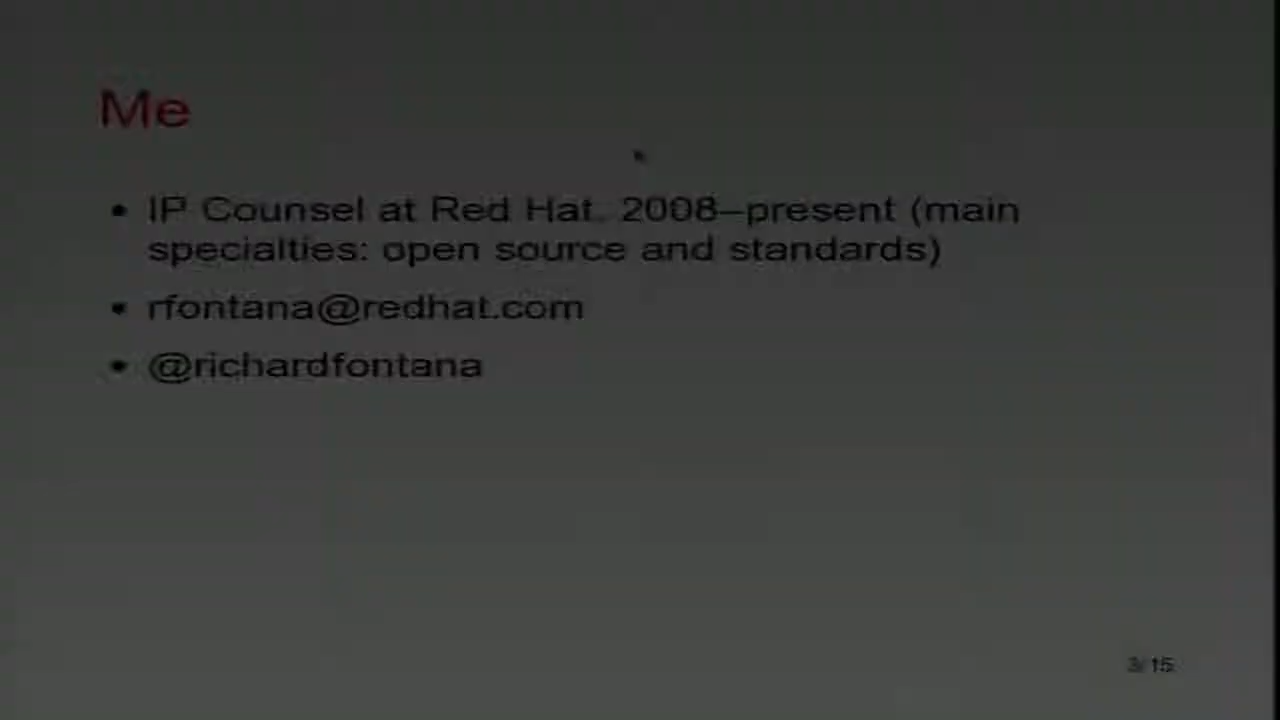 Me
• IP Counsel at Red Hat, 2008–present (main
specialties: open source and standards)
• rfontana@redhat.com
• @richardfontana
3/15